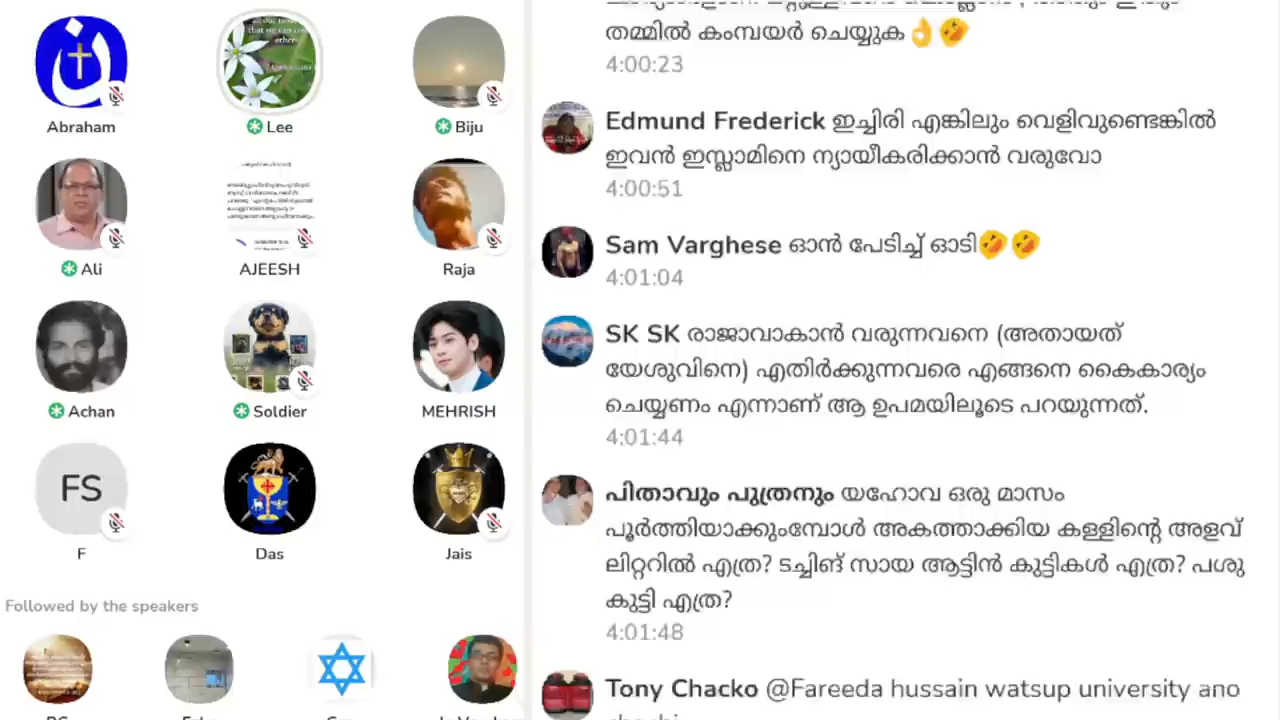 Abraham
Lee
Biju
Ali
AJEESH
Raja
Achan
Soldier
MEHRISH
FS
F
Das
Jais
Followed by the speakers
തമ്മിൽ കംമ്പയർ ചെയ്യുക👌🤣
4:00:23
Edmund Frederick ഇച്ചിരി എങ്കിലും വെളിവുണ്ടെങ്കിൽ
ഇവൻ ഇസ്ലാമിനെ ന്യായീകരിക്കാൻ വരുവോ
4:00:51
Sam Varghese ഓൻ പേടിച്ച് ഓടി🤣🤣
4:01:04
SK SK രാജാവാകാൻ വരുന്നവനെ (അതായത്
യേശുവിനെ) എതിർക്കുന്നവരെ എങ്ങനെ കൈകാര്യം
ചെയ്യണം എന്നാണ് ആ ഉപമയിലൂടെ പറയുന്നത്.
4:01:44
പിതാവും പുത്രനും യഹോവ ഒരു മാസം
പൂർത്തിയാക്കുംമ്പോൾ അകത്താക്കിയ കള്ളിന്റെ അളവ്
ലിറ്ററിൽ എത്ര? ടച്ചിങ് സായ ആട്ടിൻ കുട്ടികൾ എത്ര? പശു
കുട്ടി എത്ര?
4:01:48
Tony Chacko @Fareeda hussain watsup university ano